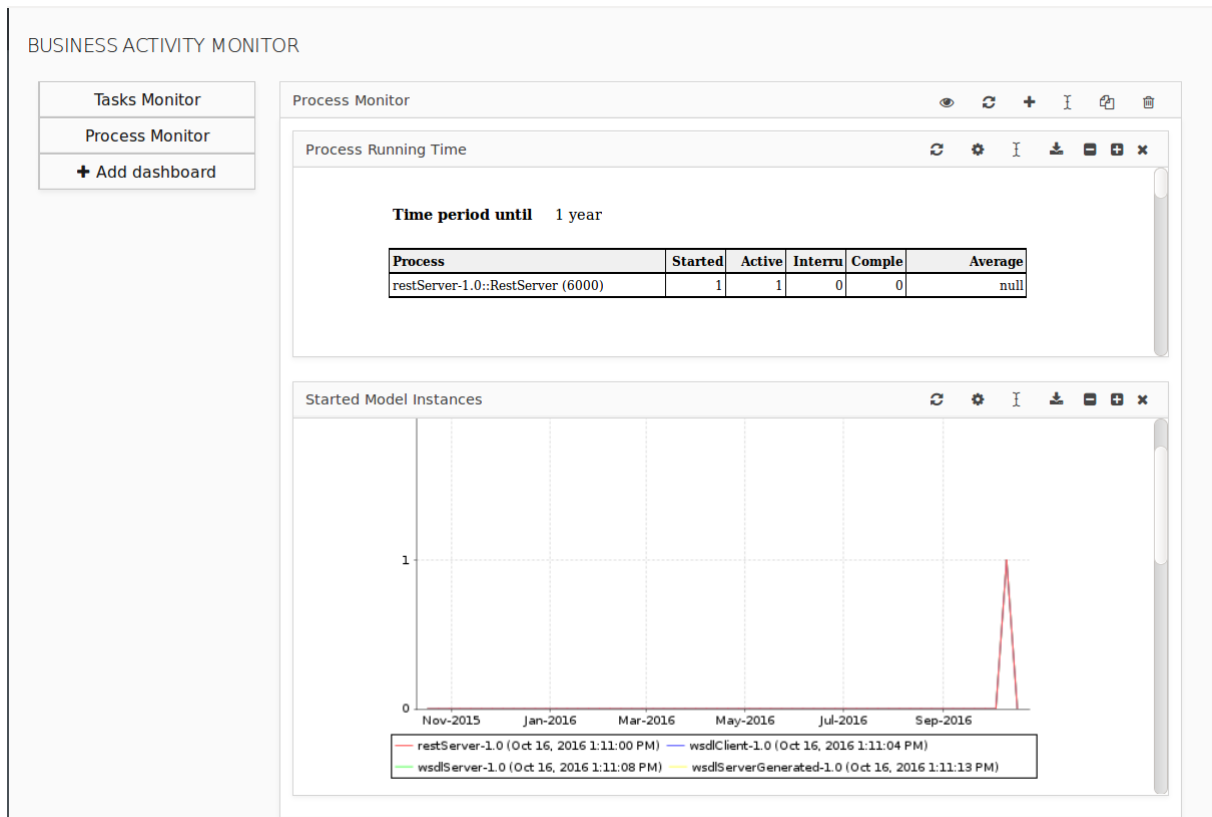 BUSINESS ACTIVITY MONITOR
Tasks Monitor
Process Monitor
Add dashboard
Process Monitor
Process Running Time
Time period until 1 year
Process Started Active Interru Comple Average
restServer-1.0::RestServer (6000) 1 1 0 0 null
Started Model Instances
1
0
Nov-2015 Jan-2016 Mar-2016 May-2016 Jul-2016 Sep-2016
restServer-1.0 (Oct 16, 2016 1:11:00 PM) wsdlClient-1.0 (Oct 16, 2016 1:11:04 PM)
wsdlServer-1.0 (Oct 16, 2016 1:11:08 PM) wsdlServerGenerated-1.0 (Oct 16, 2016 1:11:13 PM)